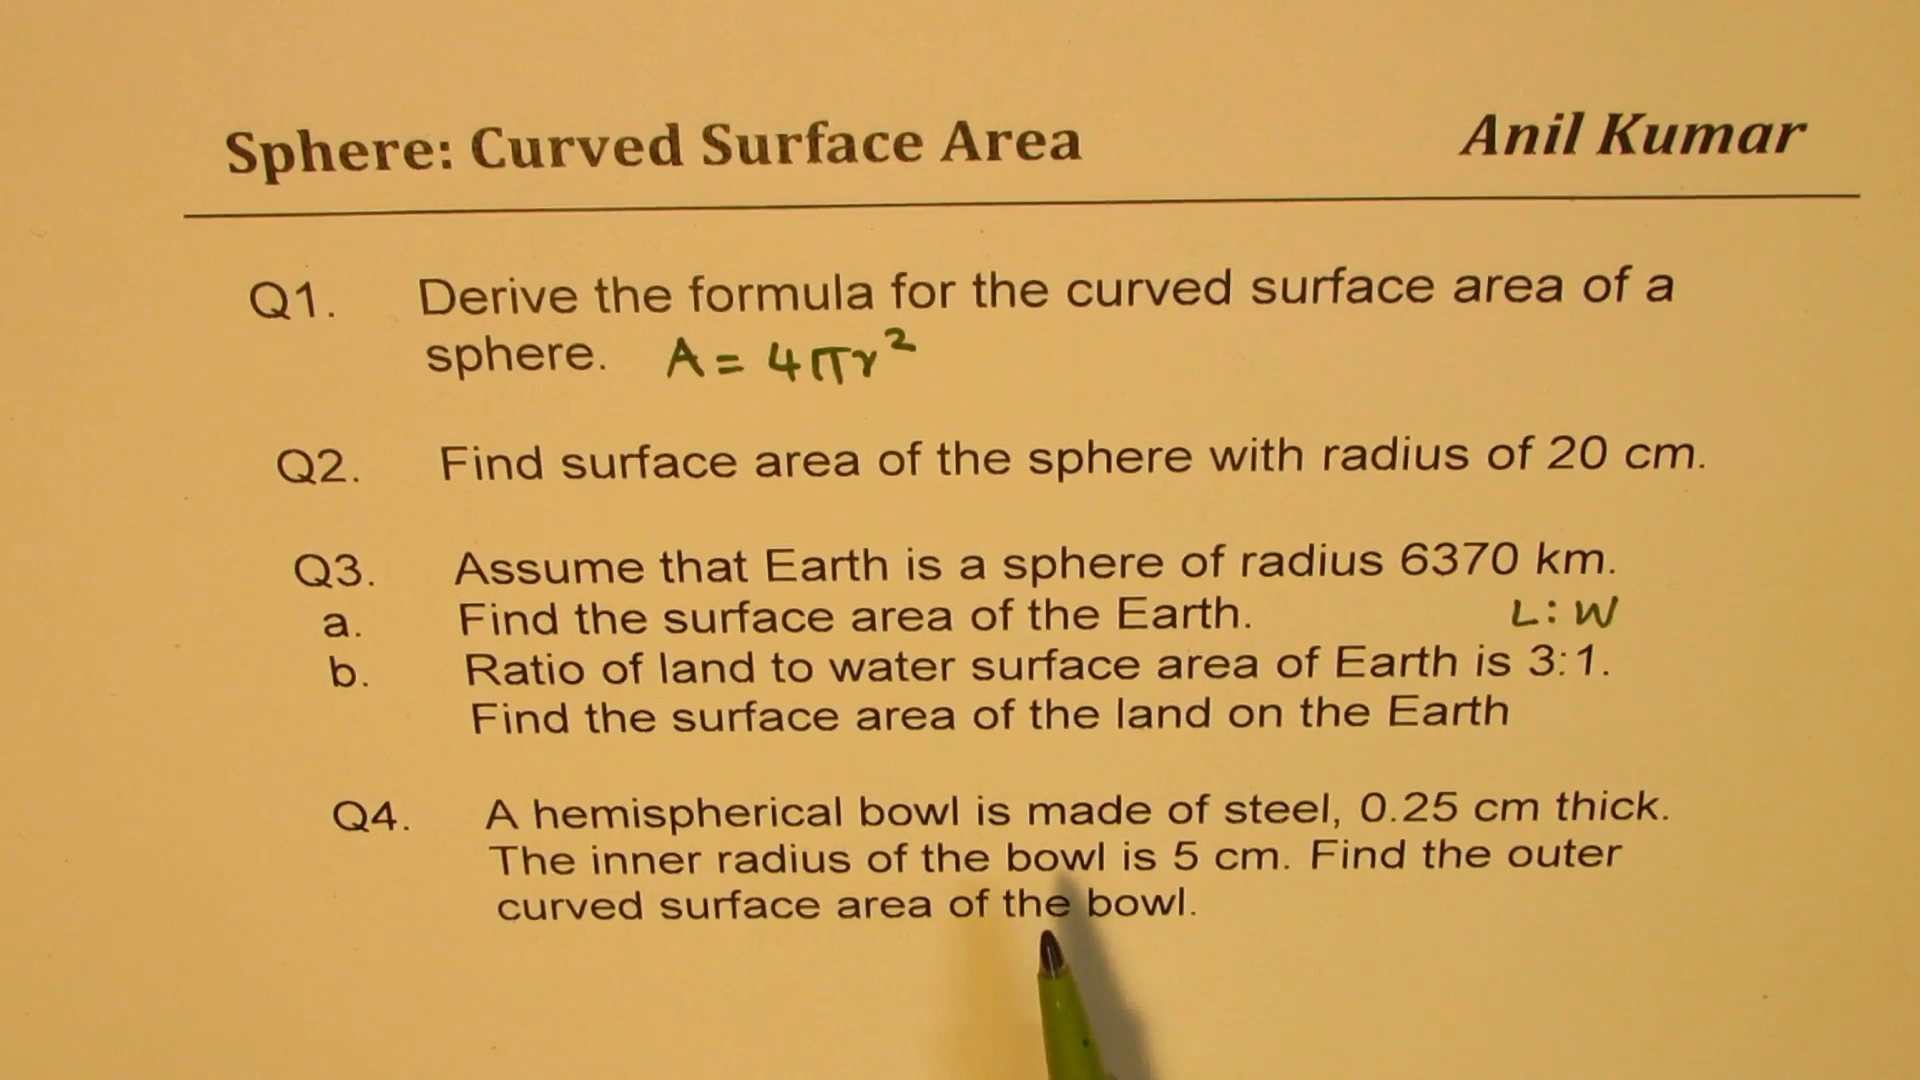 Sphere: Curved Surface Area Anil Kumar
Q1. Derive the formula for the curved surface area of a
sphere. A = 4πr²
Q2. Find surface area of the sphere with radius of 20 cm.
Q3. Assume that Earth is a sphere of radius 6370 km.
a. Find the surface area of the Earth. L: W
b. Ratio of land to water surface area of Earth is 3:1.
Find the surface area of the land on the Earth
Q4. A hemispherical bowl is made of steel, 0.25 cm thick.
The inner radius of the bowl is 5 cm. Find the outer
curved surface area of the bowl.